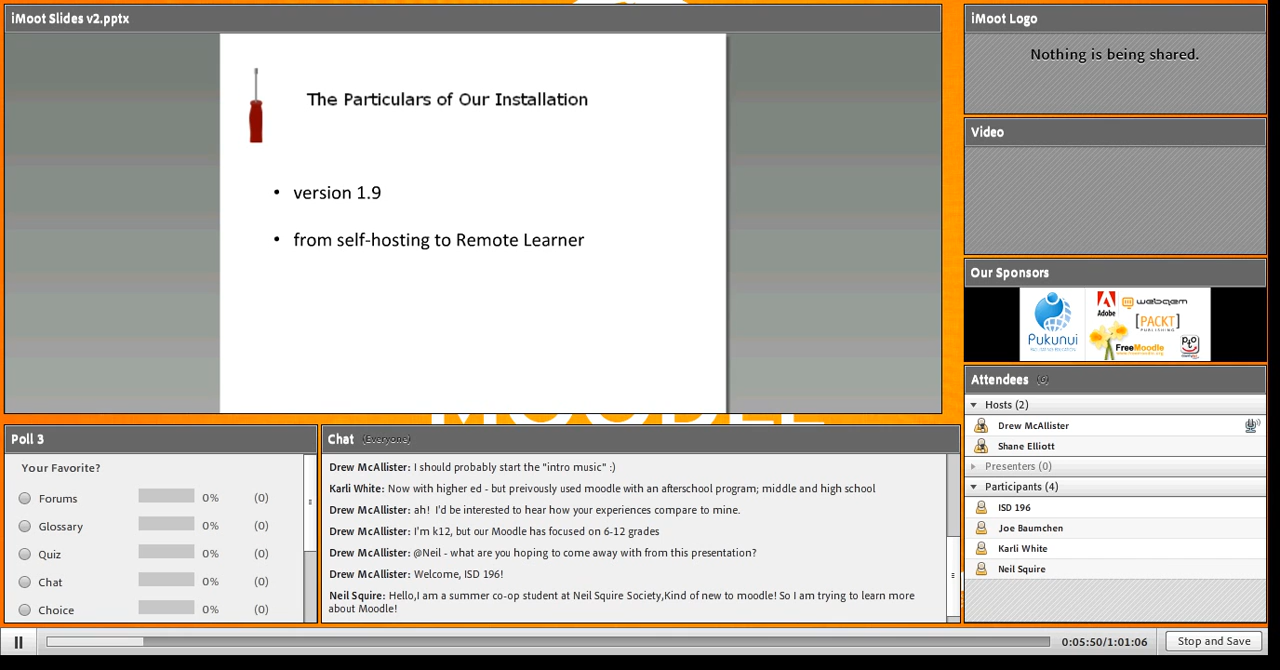 iMoot Slides v2.pptx
The Particulars of Our Installation
• version 1.9
• from self-hosting to Remote Learner
iMoot Logo
Nothing is being shared.
Video
Our Sponsors
Pukunui
Adobe
webqem
[PACKT]
PUBLISHING
FreeMoodle
Attendees (6)
Hosts (2)
Drew McAllister
Shane Elliott
Presenters (0)
Participants (4)
ISD 196
Joe Baumchen
Karli White
Neil Squire
MOODLE
Poll 3
Your Favorite?
Forums 0% (0)
Glossary 0% (0)
Quiz 0% (0)
Chat 0% (0)
Choice 0% (0)
Chat (Everyone)
Drew McAllister: I should probably start the "intro music" :)
Karli White: Now with higher ed - but preivously used moodle with an afterschool program; middle and high school
Drew McAllister: ah! I'd be interested to hear how your experiences compare to mine.
Drew McAllister: I'm k12, but our Moodle has focused on 6-12 grades
Drew McAllister: @Neil - what are you hoping to come away with from this presentation?
Drew McAllister: Welcome, ISD 196!
Neil Squire: Hello,I am a summer co-op student at Neil Squire Society,Kind of new to moodle! So I am trying to learn more
about Moodle!
0:05:50/1:01:06
Stop and Save